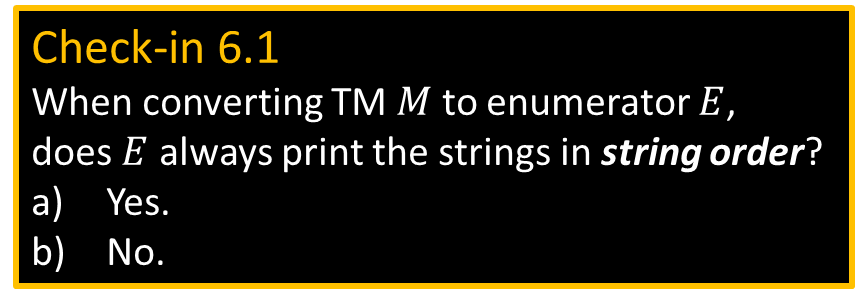 Check-in 6.1
When converting TM 𝑀 to enumerator 𝐸,
does 𝐸 always print the strings in string order?
a) Yes.
b) No.